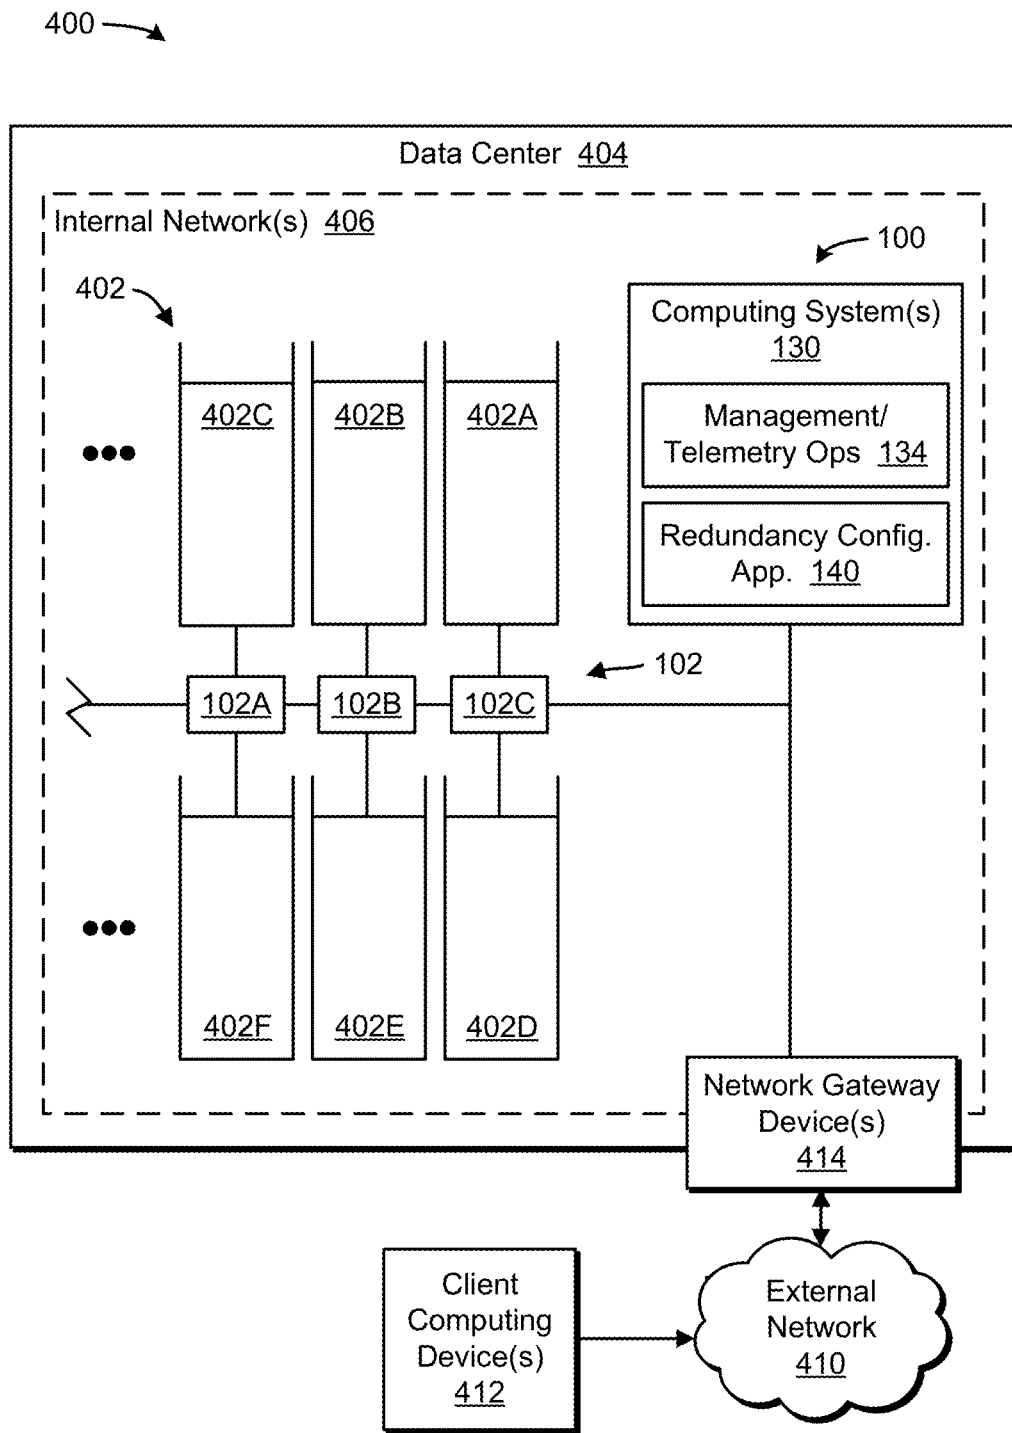 400
Data Center 404
Internal Network(s) 406
100
402
Computing System(s)
130
402C
402B
402A
Management/
Telemetry Ops 134
Redundancy Config.
App. 140
102
102A
102B
102C
402F
402E
402D
Network Gateway
Device(s)
414
Client
Computing
Device(s)
412
External
Network
410